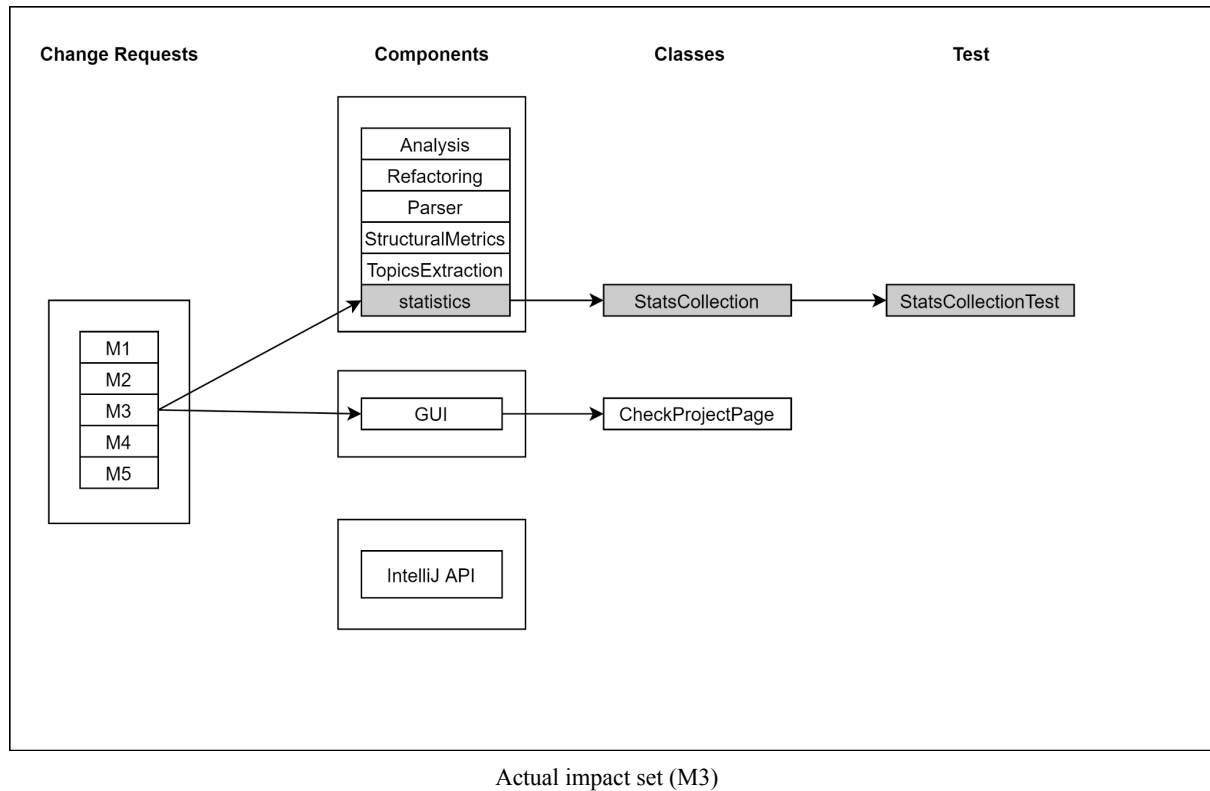 Change Requests
Components
Classes
Test
Analysis
Refactoring
Parser
StructuralMetrics
TopicsExtraction
statistics
StatsCollection
StatsCollectionTest
M1
M2
M3
M4
M5
GUI
CheckProjectPage
IntelliJ API
Actual impact set (M3)